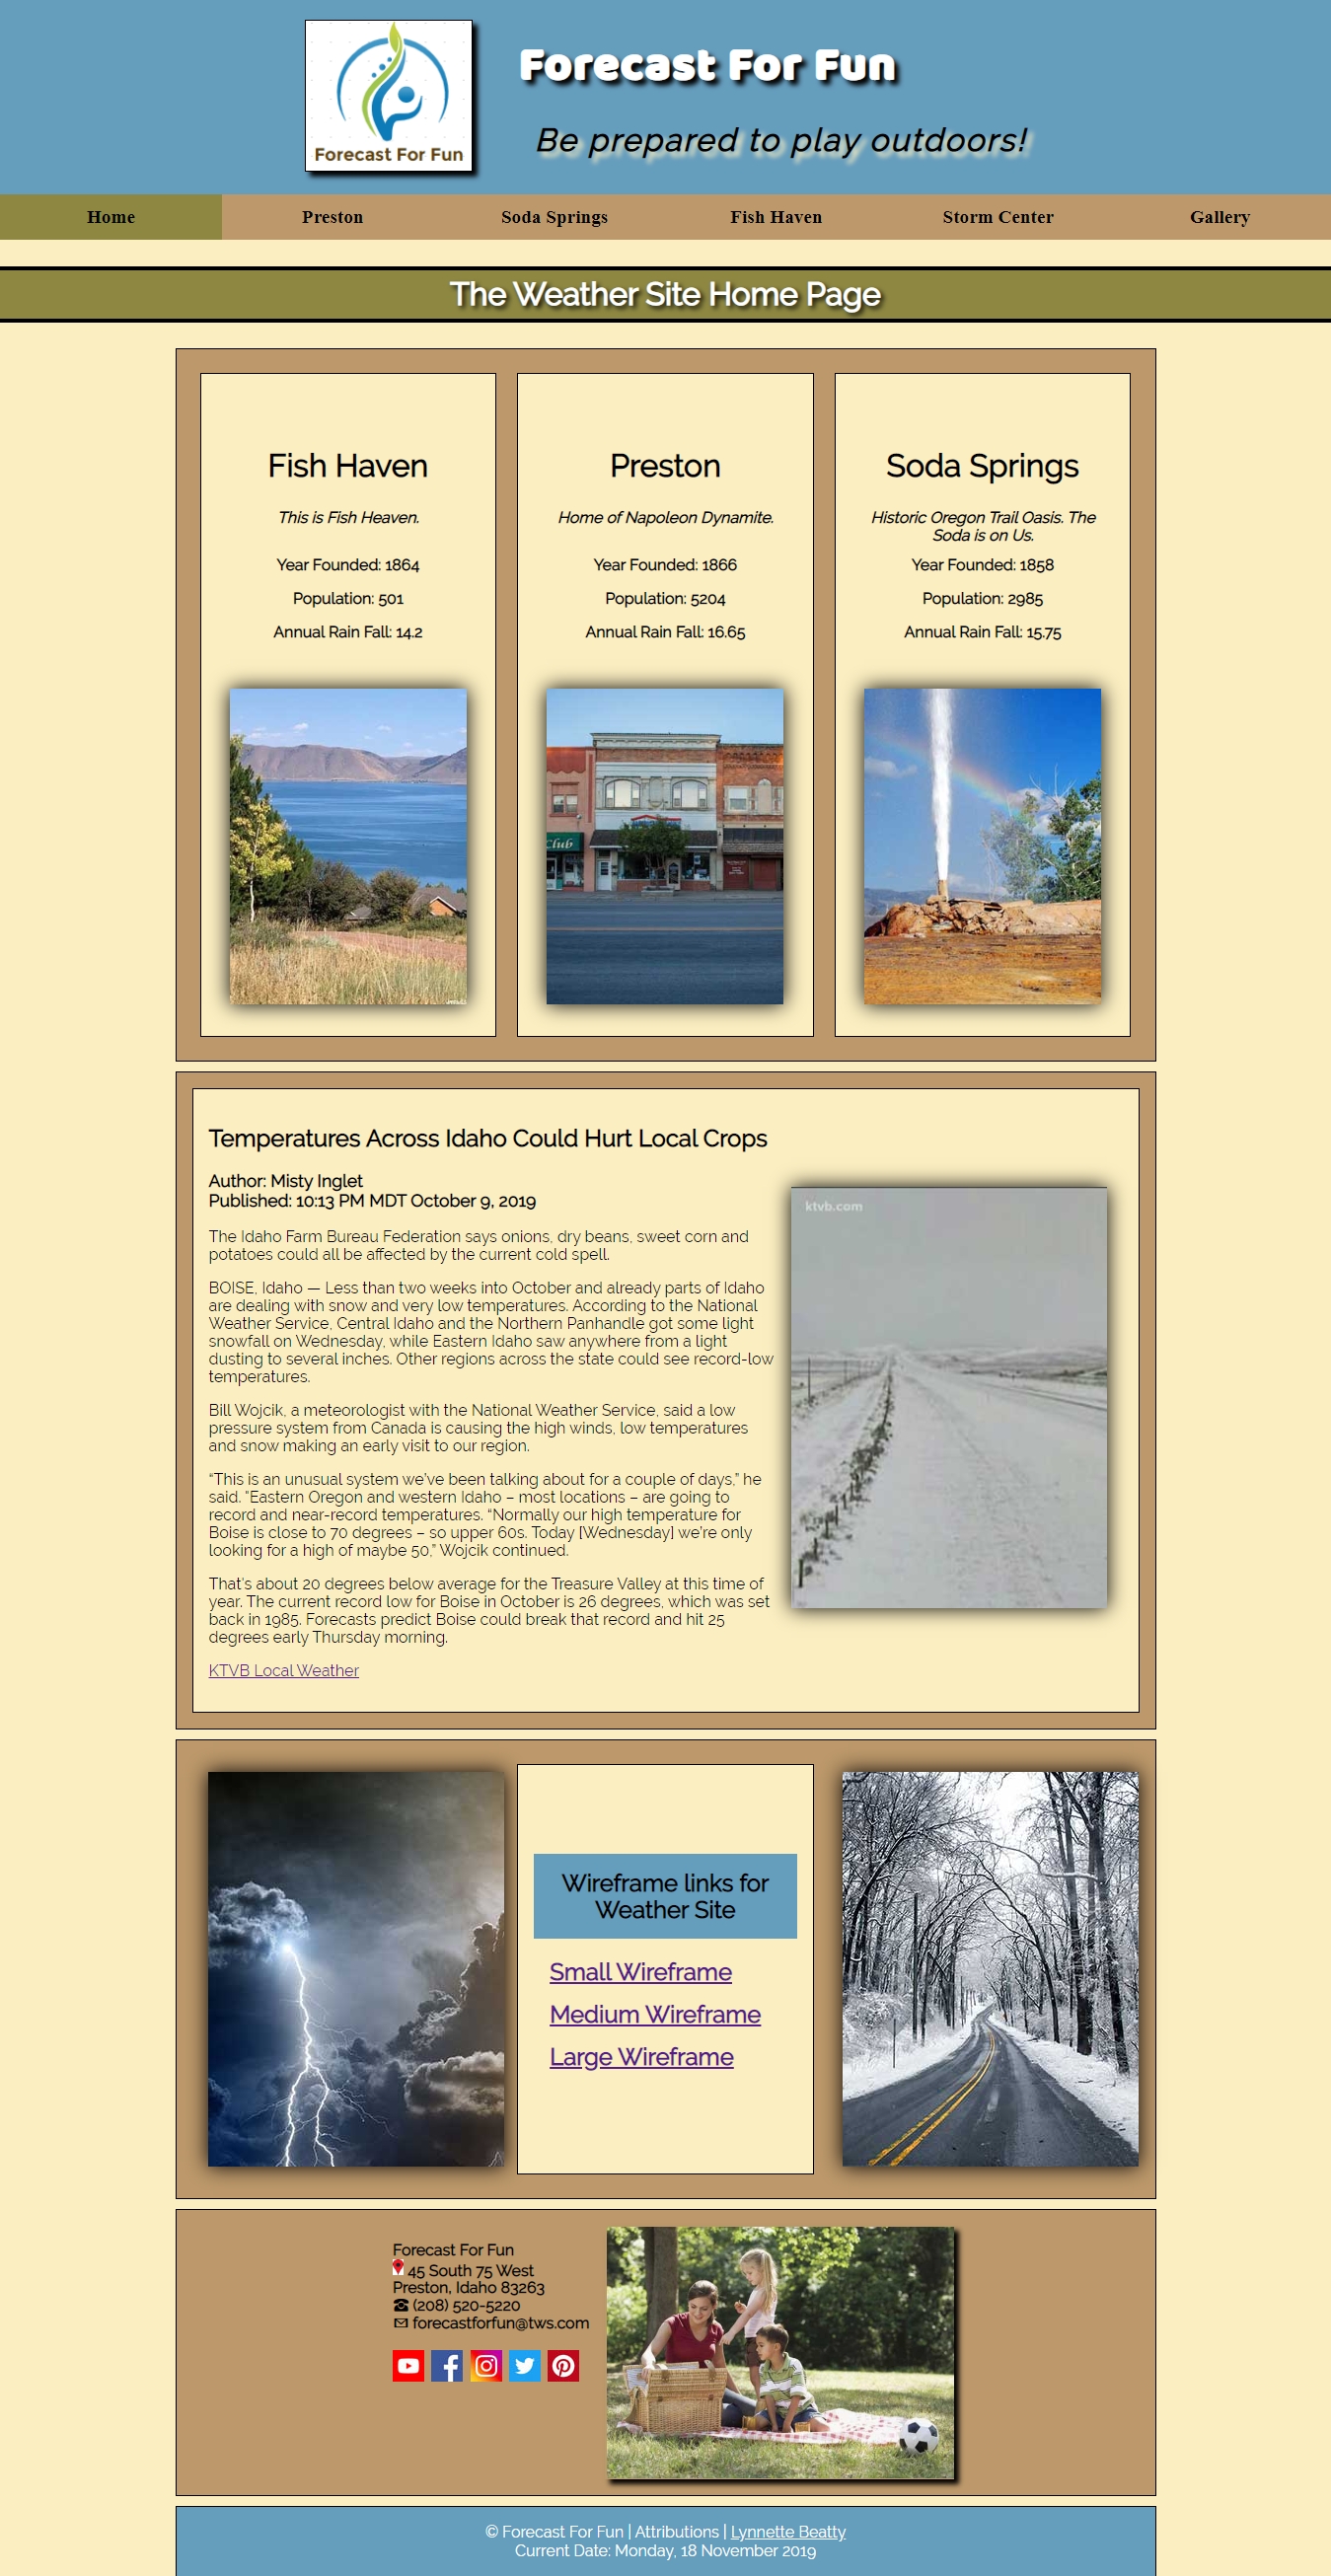 Forecast For Fun
Forecast For Fun
Be prepared to play outdoors!
Home Preston Soda Springs Fish Haven Storm Center Gallery
The Weather Site Home Page
Fish Haven
This is Fish Heaven.
Year Founded: 1864
Population: 501
Annual Rain Fall: 14.2
Preston
Home of Napoleon Dynamite.
Year Founded: 1866
Population: 5204
Annual Rain Fall: 16.65
Club
Soda Springs
Historic Oregon Trail Oasis. The
Soda is on Us.
Year Founded: 1858
Population: 2985
Annual Rain Fall: 15.75
Temperatures Across Idaho Could Hurt Local Crops
Author: Misty Inglet
Published: 10:13 PM MDT October 9, 2019
The Idaho Farm Bureau Federation says onions, dry beans, sweet corn and
potatoes could all be affected by the current cold spell.
BOISE, Idaho — Less than two weeks into October and already parts of Idaho
are dealing with snow and very low temperatures. According to the National
Weather Service, Central Idaho and the Northern Panhandle got some light
snowfall on Wednesday, while Eastern Idaho saw anywhere from a light
dusting to several inches. Other regions across the state could see record-low
temperatures.
Bill Wojcik, a meteorologist with the National Weather Service, said a low
pressure system from Canada is causing the high winds, low temperatures
and snow making an early visit to our region.
“This is an unusual system we’ve been talking about for a couple of days,” he
said. "Eastern Oregon and western Idaho – most locations – are going to
record and near-record temperatures. “Normally our high temperature for
Boise is close to 70 degrees – so upper 60s. Today [Wednesday] we’re only
looking for a high of maybe 50,” Wojcik continued.
That’s about 20 degrees below average for the Treasure Valley at this time of
year. The current record low for Boise in October is 26 degrees, which was set
back in 1985. Forecasts predict Boise could break that record and hit 25
degrees early Thursday morning.
KTVB Local Weather
ktvb.com
Wireframe links for
Weather Site
Small Wireframe
Medium Wireframe
Large Wireframe
Forecast For Fun
45 South 75 West
Preston, Idaho 83263
(208) 520-5220
forecastforfun@tws.com
© Forecast For Fun | Attributions | Lynnette Beatty
Current Date: Monday, 18 November 2019